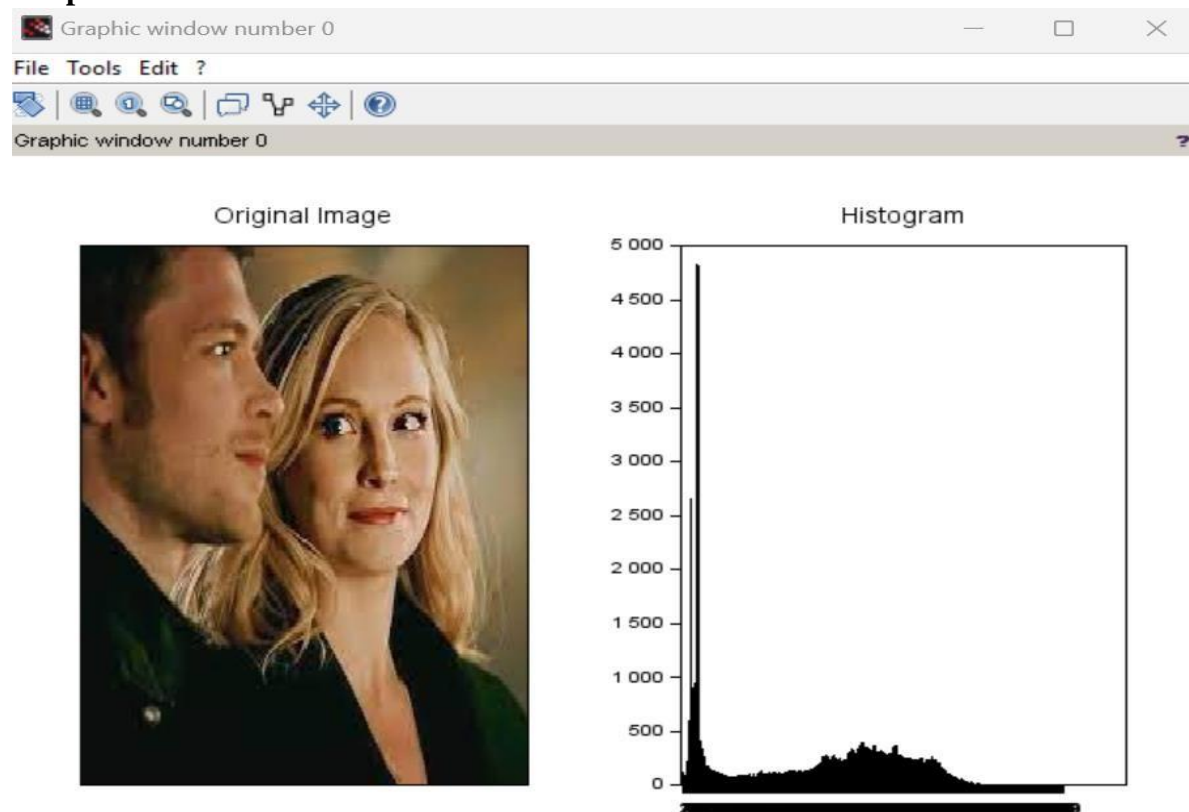 Graphic window number 0
File Tools Edit ?
Graphic window number 0 ?
Original Image
Histogram
5 000
4 500
4 000
3 500
3 000
2 500
2 000
1 500
1 000
500
0